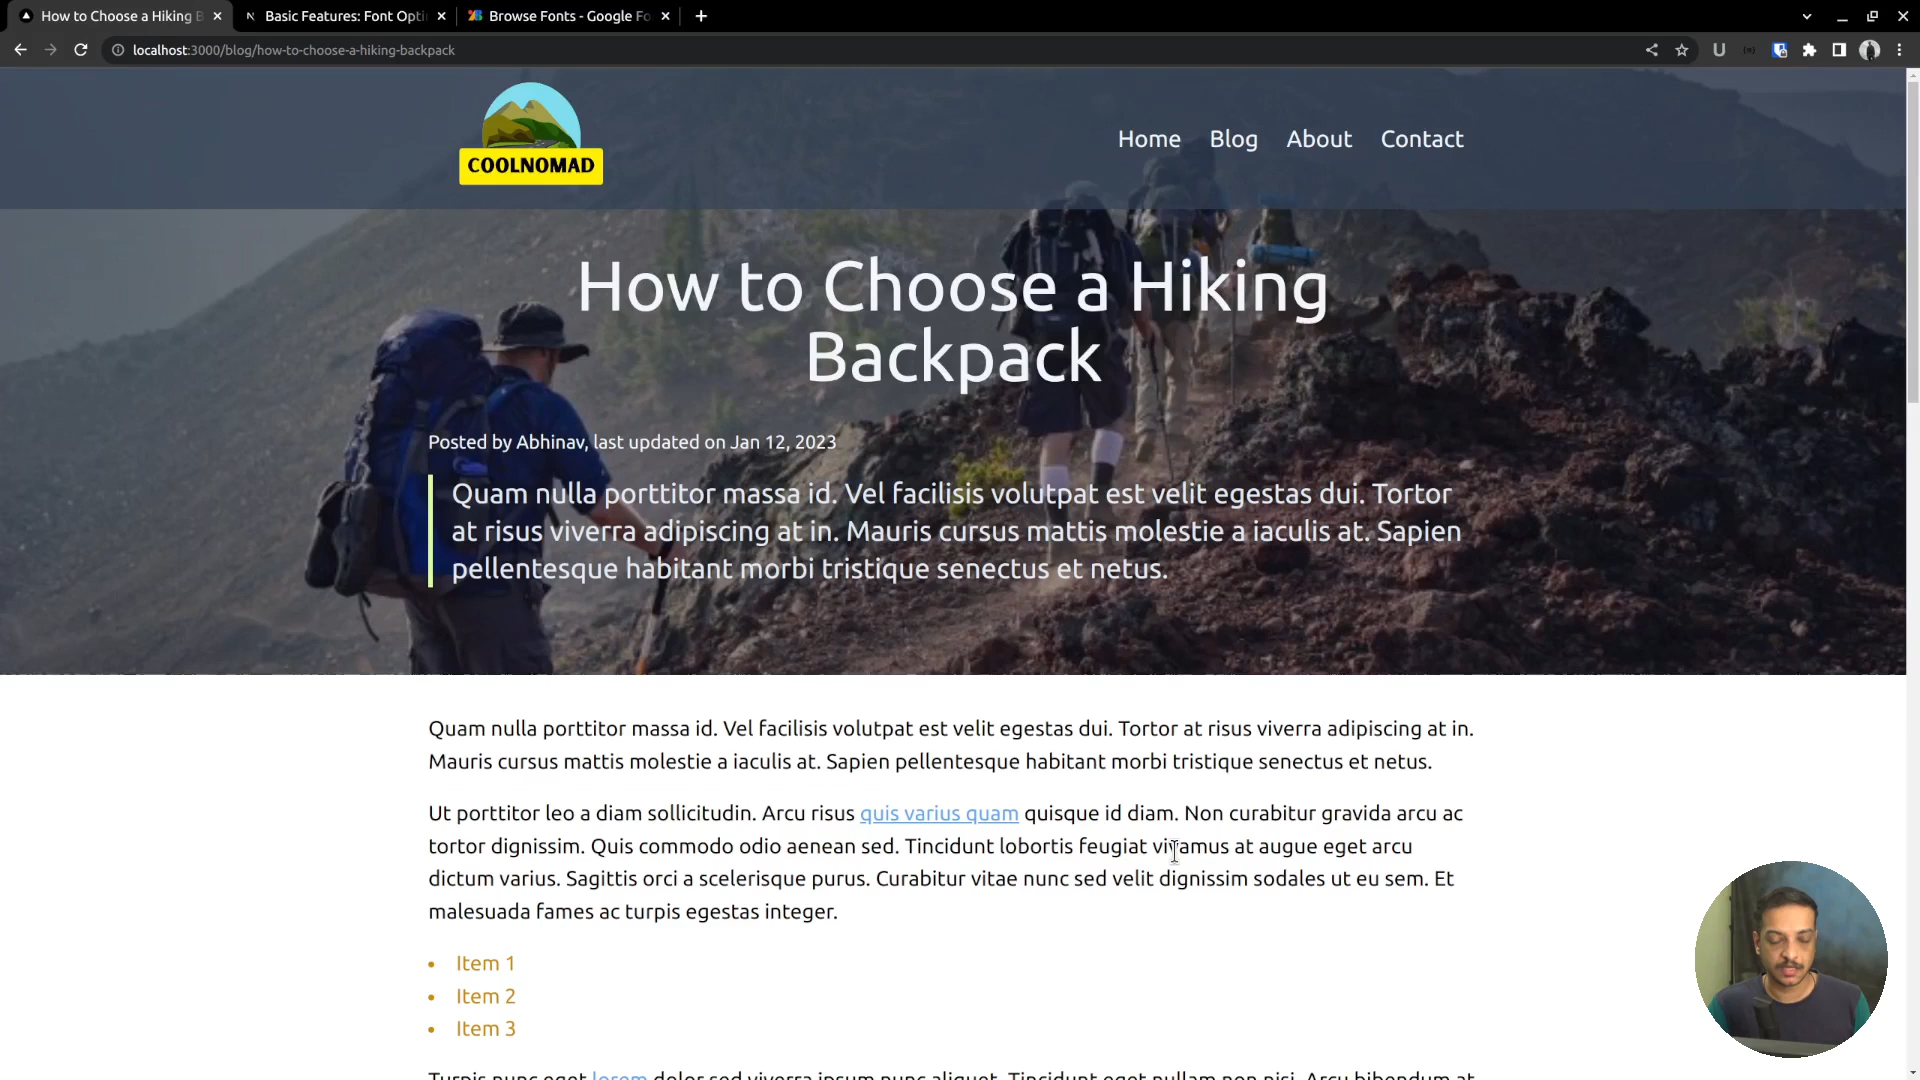 How to Choose a Hiking B
Basic Features: Font Opti
Browse Fonts - Google Fo
localhost:3000/blog/how-to-choose-a-hiking-backpack
COOLNOMAD
Home
Blog
About
Contact
How to Choose a Hiking
Backpack
Posted by Abhinav, last updated on Jan 12, 2023
Quam nulla porttitor massa id. Vel facilisis volutpat est velit egestas dui. Tortor
at risus viverra adipiscing at in. Mauris cursus mattis molestie a iaculis at. Sapien
pellentesque habitant morbi tristique senectus et netus.
Quam nulla porttitor massa id. Vel facilisis volutpat est velit egestas dui. Tortor at risus viverra adipiscing at in.
Mauris cursus mattis molestie a iaculis at. Sapien pellentesque habitant morbi tristique senectus et netus.
Ut porttitor leo a diam sollicitudin. Arcu risus quis varius quam quisque id diam. Non curabitur gravida arcu ac
tortor dignissim. Quis commodo odio aenean sed. Tincidunt lobortis feugiat vivamus at augue eget arcu
dictum varius. Sagittis orci a scelerisque purus. Curabitur vitae nunc sed velit dignissim sodales ut eu sem. Et
malesuada fames ac turpis egestas integer.
• Item 1
• Item 2
• Item 3
Turpis nunc eget lorem dolor sed viverra ipsum nunc aliquet. Tincidunt eget nullam non nisi. Arcu bibendum at